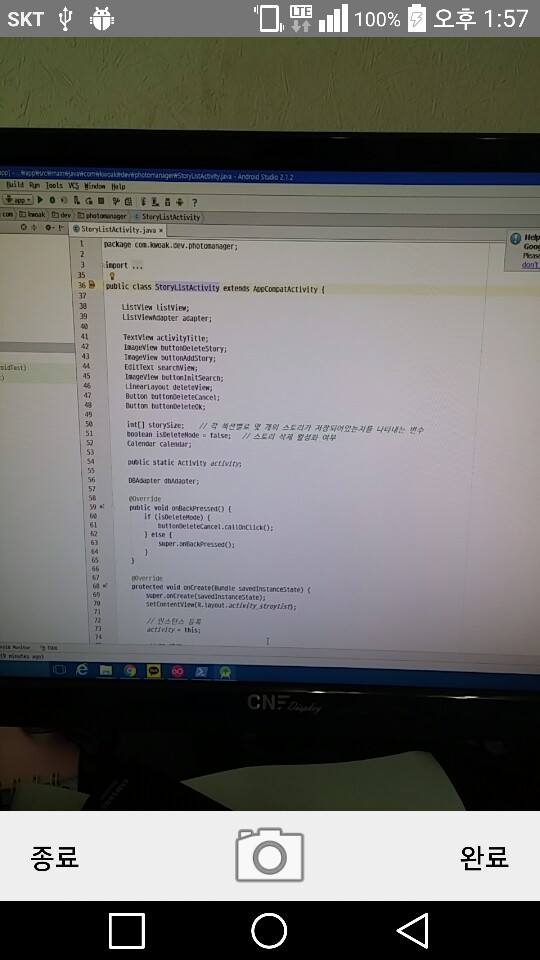 SKT LTE 100% 오후 1:57
app] - ...\app\src\main\java\com\kwoak\dev\photomanager\StoryListActivity.java - Android Studio 2.1.2
Build Run Tools VCS Window Help
app
com kwoak dev photomanager StoryListActivity
StoryListActivity.java ×
1 package com.kwoak.dev.photomanager;
2
3 import ...
35
36 public class StoryListActivity extends AppCompatActivity {
37
38 ListView listView;
39 ListViewAdapter adapter;
40
41 TextView activityTitle;
42 ImageView buttonDeleteStory;
43 ImageView buttonAddStory;
44 EditText searchView;
45 ImageView buttonInitSearch;
46 LinearLayout deleteView;
47 Button buttonDeleteCancel;
48 Button buttonDeleteOk;
49
50 int[] storySize; // 각 섹션별로 몇 개의 스토리가 저장되어있는지를 나타내는 변수
51 boolean isDeleteMode = false; // 스토리 삭제 활성화 여부
52 Calendar calendar;
53
54 public static Activity activity;
55
56 DBAdapter dbAdapter;
57
58 @Override
59 public void onBackPressed() {
60 if (isDeleteMode) {
61 buttonDeleteCancel.callOnClick();
62 } else {
63 super.onBackPressed();
64 }
65 }
66
67 @Override
68 protected void onCreate(Bundle savedInstanceState) {
69 super.onCreate(savedInstanceState);
70 setContentView(R.layout.activity_stroylist);
71
72 // 인스턴스 등록
73 activity = this;
74
Help
Goog
Pleas
don't
oidTest)
Monitor TODO
(9 minutes ago)
CNF Display
종료
완료